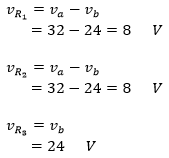 v_{R_1} = v_a − v_b
= 32 − 24 = 8 V
v_{R_2} = v_a − v_b
= 32 − 24 = 8 V
v_{R_3} = v_b
= 24 V